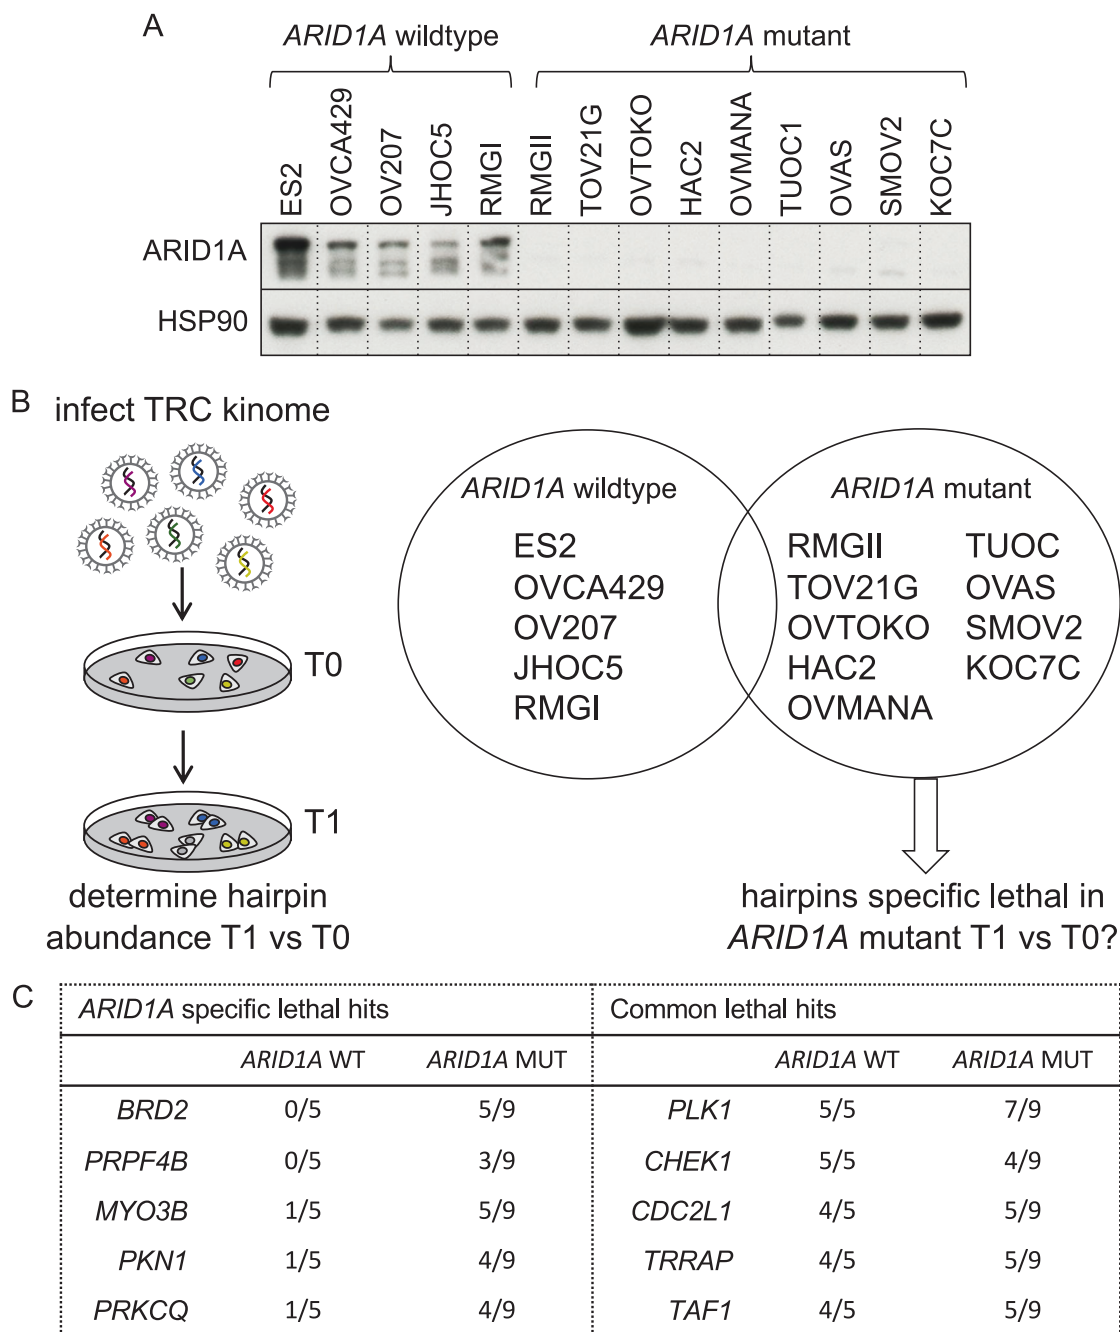 A
ARID1A wildtype
ARID1A mutant
ES2
OVCA429
OV207
JHOC5
RMGI
RMGII
TOV21G
OVTOKO
HAC2
OVMANA
TUOC1
OVAS
SMOV2
KOC7C
ARID1A
HSP90
B
infect TRC kinome
T0
T1
determine hairpin
abundance T1 vs T0
ARID1A wildtype
ES2
OVCA429
OV207
JHOC5
RMGI
ARID1A mutant
RMGII TUOC
TOV21G OVAS
OVTOKO SMOV2
HAC2 KOC7C
OVMANA
hairpins specific lethal in
ARID1A mutant T1 vs T0?
C
ARID1A specific lethal hits Common lethal hits
ARID1A WT ARID1A MUT ARID1A WT ARID1A MUT
BRD2 0/5 5/9 PLK1 5/5 7/9
PRPF4B 0/5 3/9 CHEK1 5/5 4/9
MYO3B 1/5 5/9 CDC2L1 4/5 5/9
PKN1 1/5 4/9 TRRAP 4/5 5/9
PRKCQ 1/5 4/9 TAF1 4/5 5/9